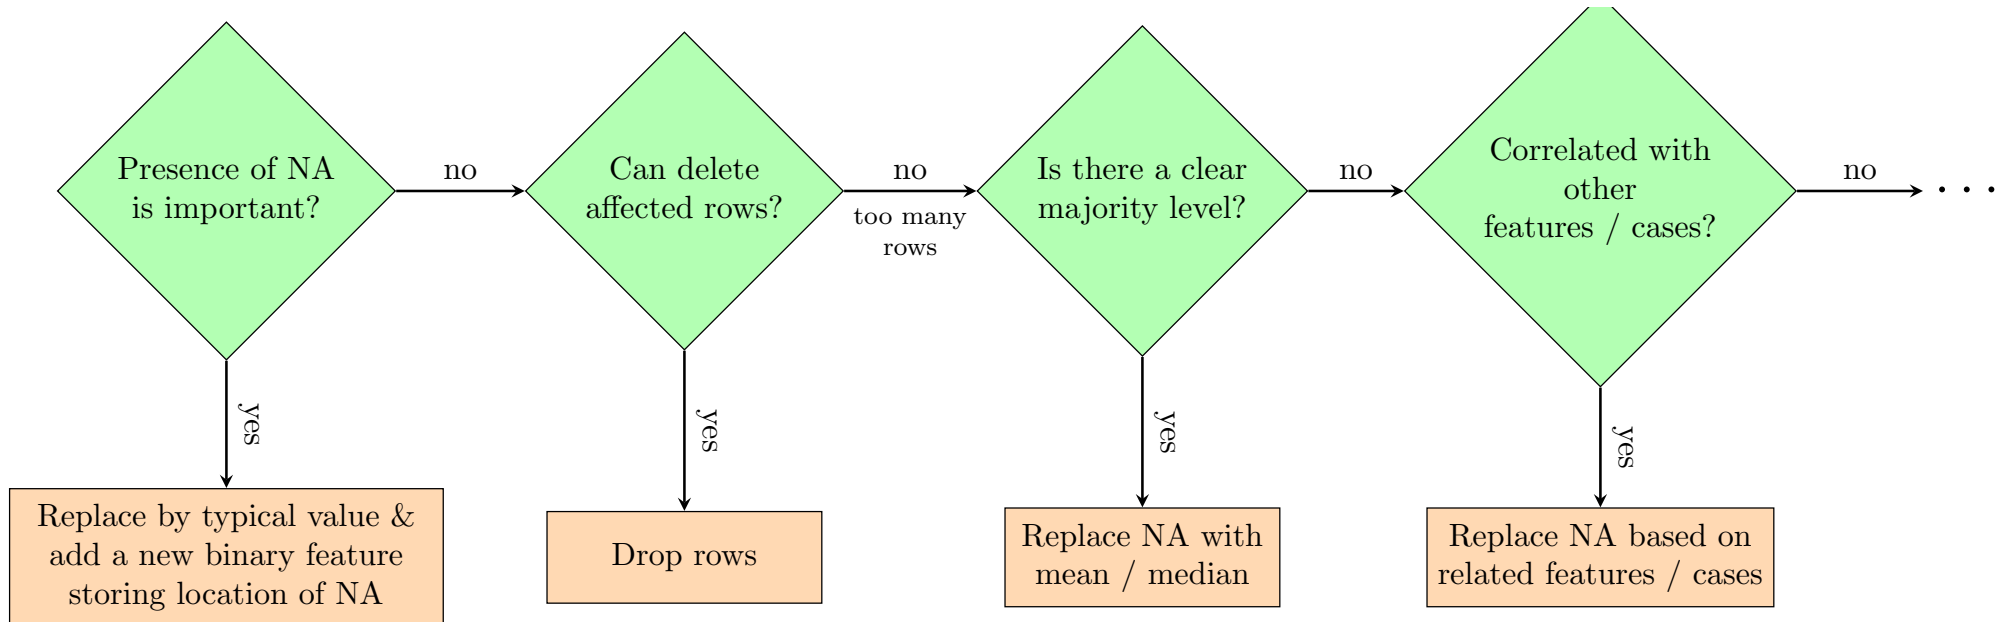 Presence of NA
is important?
no
Can delete
affected rows?
no
too many
rows
Is there a clear
majority level?
no
Correlated with
other
features / cases?
no
. . .
yes
yes
yes
yes
Replace by typical value &
add a new binary feature
storing location of NA
Drop rows
Replace NA with
mean / median
Replace NA based on
related features / cases